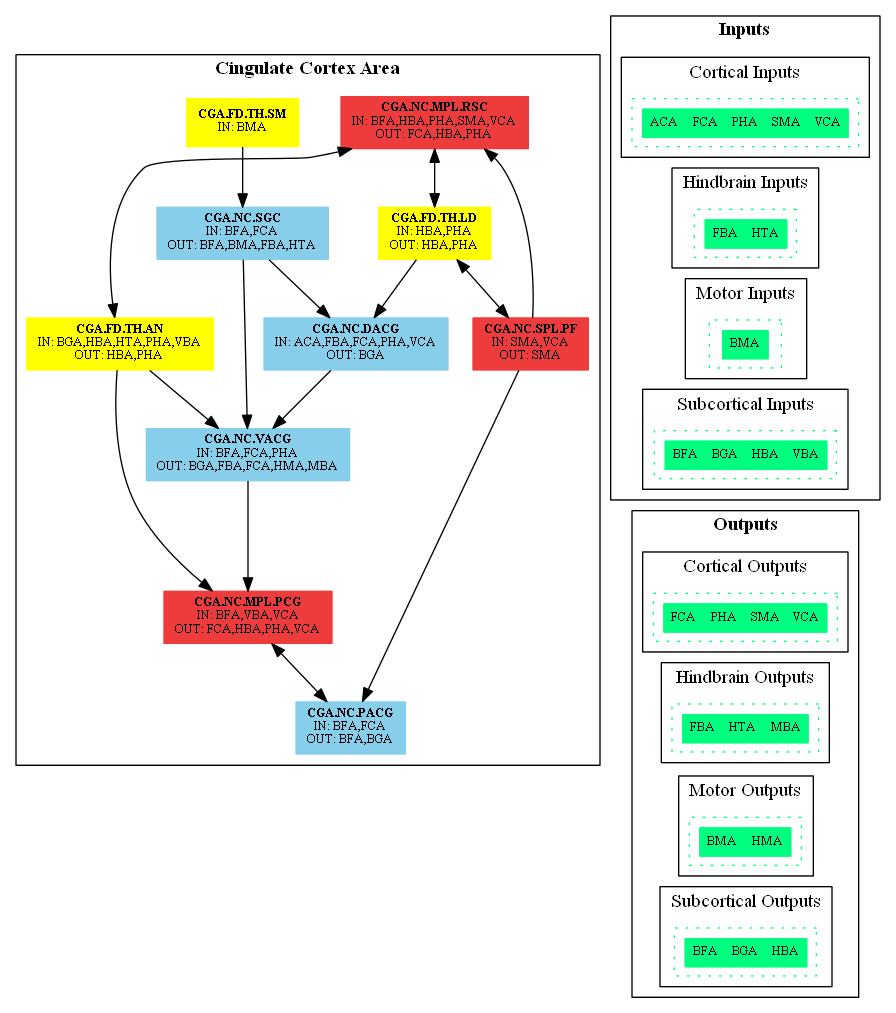 Cingulate Cortex Area
CGA.FD.TH.SM
IN: BMA
CGA.NC.MPL.RSC
IN: BFA,HBA,PHA,SMA,VCA
OUT: FCA,HBA,PHA
CGA.NC.SGC
IN: BFA,FCA
OUT: BFA,BMA,FBA,HTA
CGA.FD.TH.LD
IN: HBA,PHA
OUT: HBA,PHA
CGA.FD.TH.AN
IN: BGA,HBA,HTA,PHA,VBA
OUT: HBA,PHA
CGA.NC.DACG
IN: ACA,FBA,FCA,PHA,VCA
OUT: BGA
CGA.NC.SPL.PF
IN: SMA,VCA
OUT: SMA
CGA.NC.VACG
IN: BFA,FCA,PHA
OUT: BGA,FBA,FCA,HMA,MBA
CGA.NC.MPL.PCG
IN: BFA,VBA,VCA
OUT: FCA,HBA,PHA,VCA
CGA.NC.PACG
IN: BFA,FCA
OUT: BFA,BGA
Inputs
Cortical Inputs
ACA FCA PHA SMA VCA
Hindbrain Inputs
FBA HTA
Motor Inputs
BMA
Subcortical Inputs
BFA BGA HBA VBA
Outputs
Cortical Outputs
FCA PHA SMA VCA
Hindbrain Outputs
FBA HTA MBA
Motor Outputs
BMA HMA
Subcortical Outputs
BFA BGA HBA